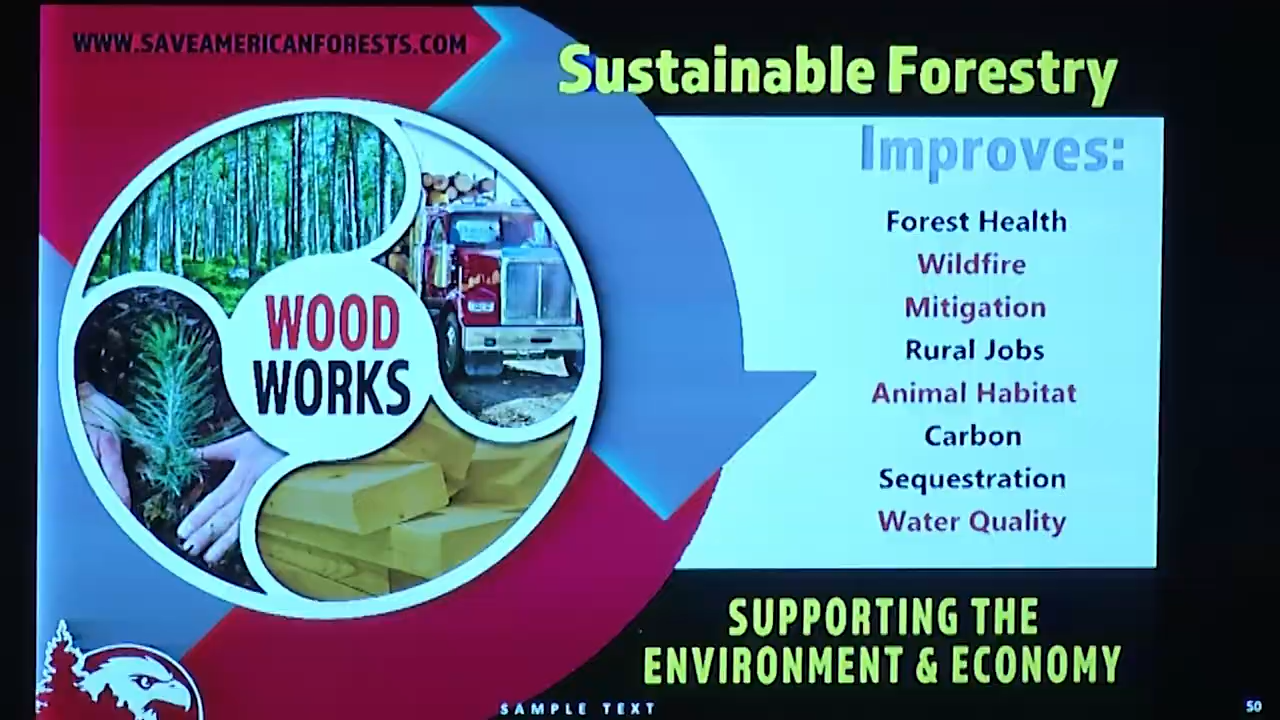 WWW.SAVEAMERICANFORESTS.COM
Sustainable Forestry
Improves:
Forest Health
Wildfire
Mitigation
Rural Jobs
Animal Habitat
Carbon
Sequestration
Water Quality
WOOD
WORKS
SUPPORTING THE
ENVIRONMENT & ECONOMY
SAMPLE TEXT
50